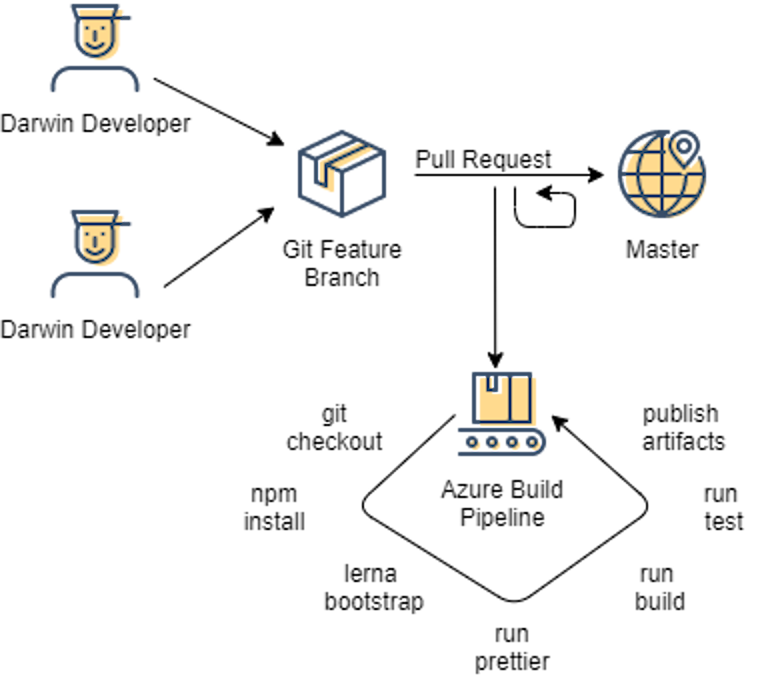 Darwin Developer
Pull Request
Git Feature
Branch
Master
Darwin Developer
git
checkout
publish
artifacts
Azure Build
Pipeline
npm
install
run
test
lerna
bootstrap
run
build
run
prettier